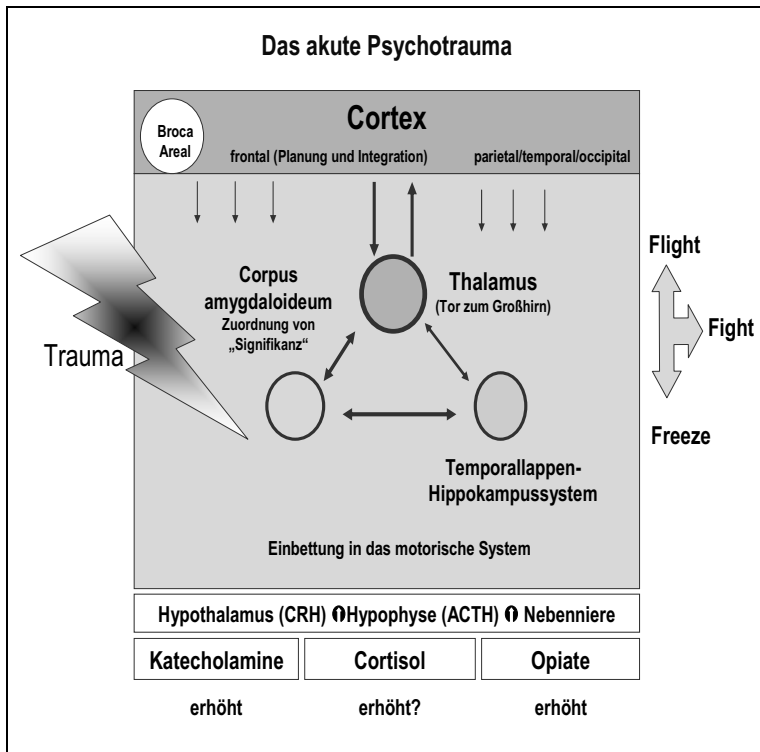 Das akute Psychotrauma
Broca
Areal
Cortex
frontal (Planung und Integration)
parietal/temporal/occipital
Corpus
amygdaloideum
Zuordnung von
„Signifikanz“
Thalamus
(Tor zum Großhirn)
Trauma
Flight
Fight
Freeze
Temporallappen-
Hippokampussystem
Einbettung in das motorische System
Hypothalamus (CRH) ⬆Hypophyse (ACTH) ⬆ Nebenniere
Katecholamine
Cortisol
Opiate
erhöht
erhöht?
erhöht